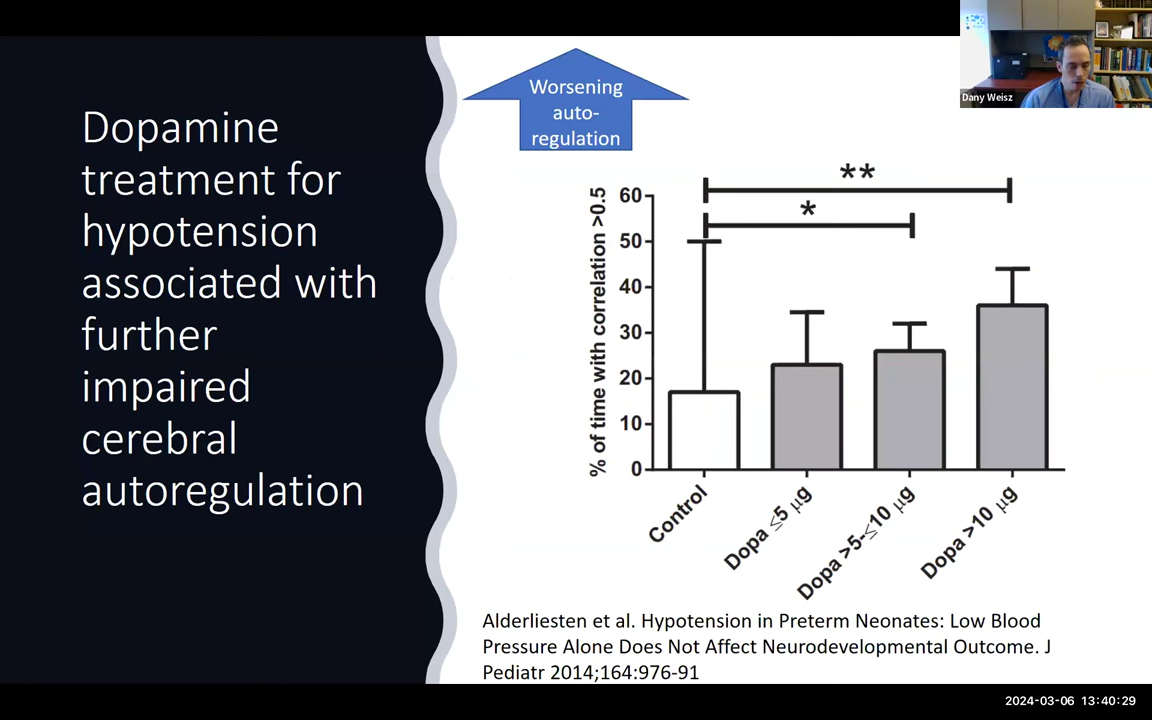 Dopamine
treatment for
hypotension
associated with
further
impaired
cerebral
autoregulation
Worsening
auto-
regulation
Dany Weisz
**
*
% of time with correlation >0.5
60
50
40
30
20
10
0
Control
Dopa ≤5 µg
Dopa >5-≤10 µg
Dopa >10 µg
Alderliesten et al. Hypotension in Preterm Neonates: Low Blood
Pressure Alone Does Not Affect Neurodevelopmental Outcome. J
Pediatr 2014;164:976-91
2024-03-06 13:40:29